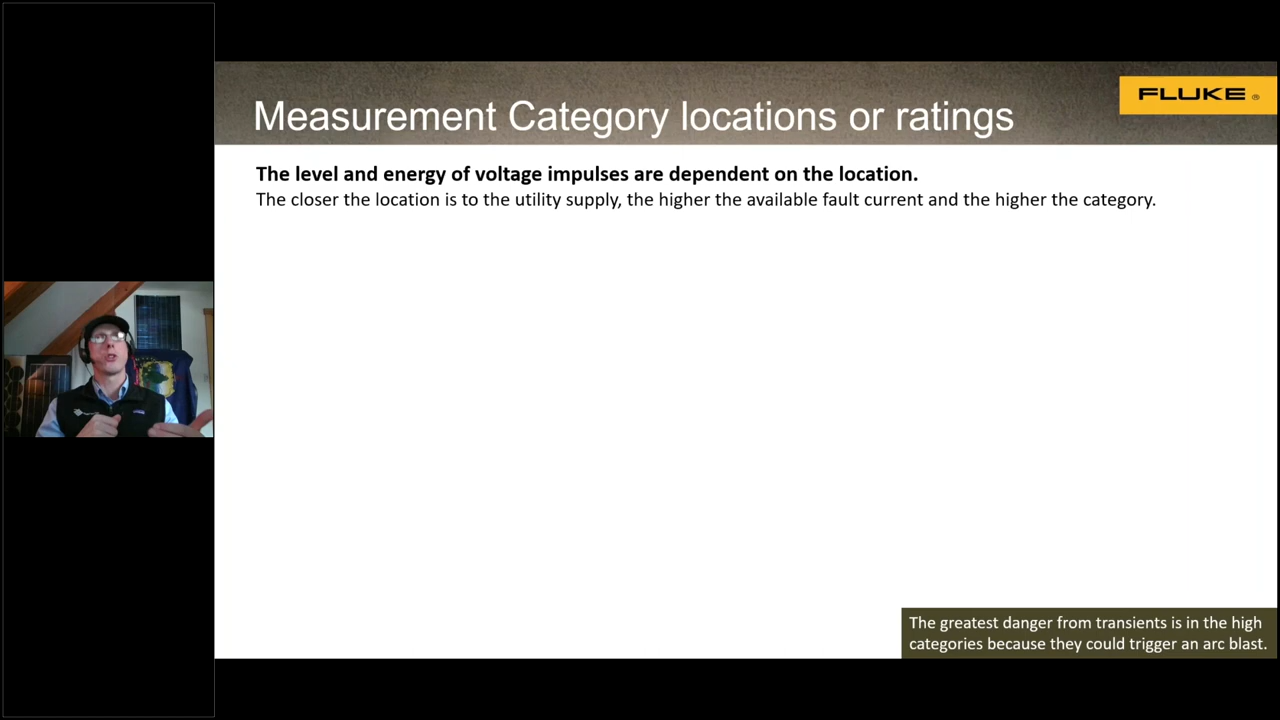 Measurement Category locations or ratings
FLUKE ®
The level and energy of voltage impulses are dependent on the location.
The closer the location is to the utility supply, the higher the available fault current and the higher the category.
The greatest danger from transients is in the high
categories because they could trigger an arc blast.